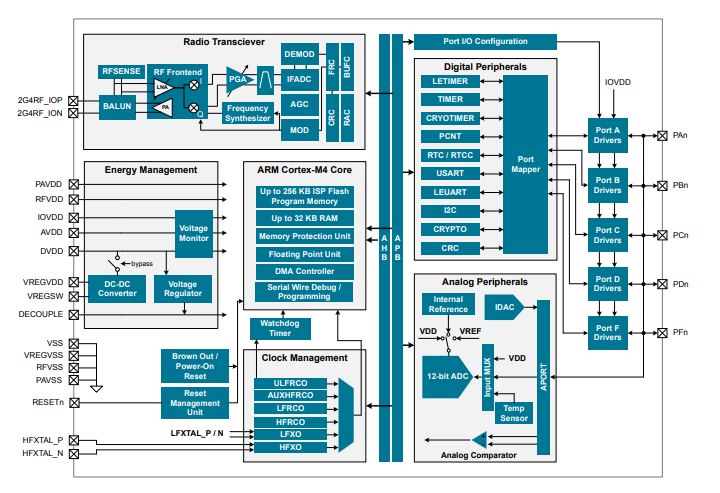 Radio Transciever
Port I/O Configuration
RFSENSE
RF Frontend
LNA
I
PA
Q
BALUN
PGA
DEMOD
IFADC
AGC
MOD
Frequency
Synthesizer
FRC
BUFC
CRC
RAC
2G4RF_IOP
2G4RF_ION
Digital Peripherals
LETIMER
TIMER
CRYOTIMER
PCNT
RTC / RTCC
USART
LEUART
I2C
CRYPTO
CRC
Port
Mapper
IOVDD
Port A
Drivers
Port B
Drivers
Port C
Drivers
Port D
Drivers
Port F
Drivers
PAn
PBn
PCn
PDn
PFn
Energy Management
PAVDD
RFVDD
IOVDD
AVDD
DVDD
VREGVDD
VREGSW
DECOUPLE
bypass
Voltage
Monitor
DC-DC
Converter
Voltage
Regulator
ARM Cortex-M4 Core
Up to 256 KB ISP Flash
Program Memory
Up to 32 KB RAM
Memory Protection Unit
Floating Point Unit
DMA Controller
Serial Wire Debug /
Programming
AHB
APB
Watchdog
Timer
VSS
VREGVSS
RFVSS
PAVSS
RESETn
HFXTAL_P
HFXTAL_N
Brown Out /
Power-On
Reset
Reset
Management
Unit
LFXTAL_P / N
Clock Management
ULFRCO
AUXHFRCO
LFRCO
HFRCO
LFXO
HFXO
Analog Peripherals
Internal
Reference
IDAC
VDD
VREF
12-bit ADC
Input MUX
VDD
Temp
Sensor
APORT
Analog Comparator